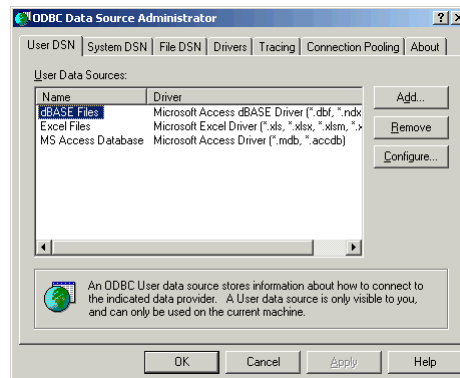 ODBC Data Source Administrator
User DSN System DSN File DSN Drivers Tracing Connection Pooling About
User Data Sources:
Name Driver
dBASE Files Microsoft Access dBASE Driver (*.dbf, *.ndx
Excel Files Microsoft Excel Driver (*.xls, *.xlsx, *.xlsm, *.x
MS Access Database Microsoft Access Driver (*.mdb, *.accdb)
Add...
Remove
Configure...
An ODBC User data source stores information about how to connect to
the indicated data provider. A User data source is only visible to you,
and can only be used on the current machine.
OK Cancel Apply Help